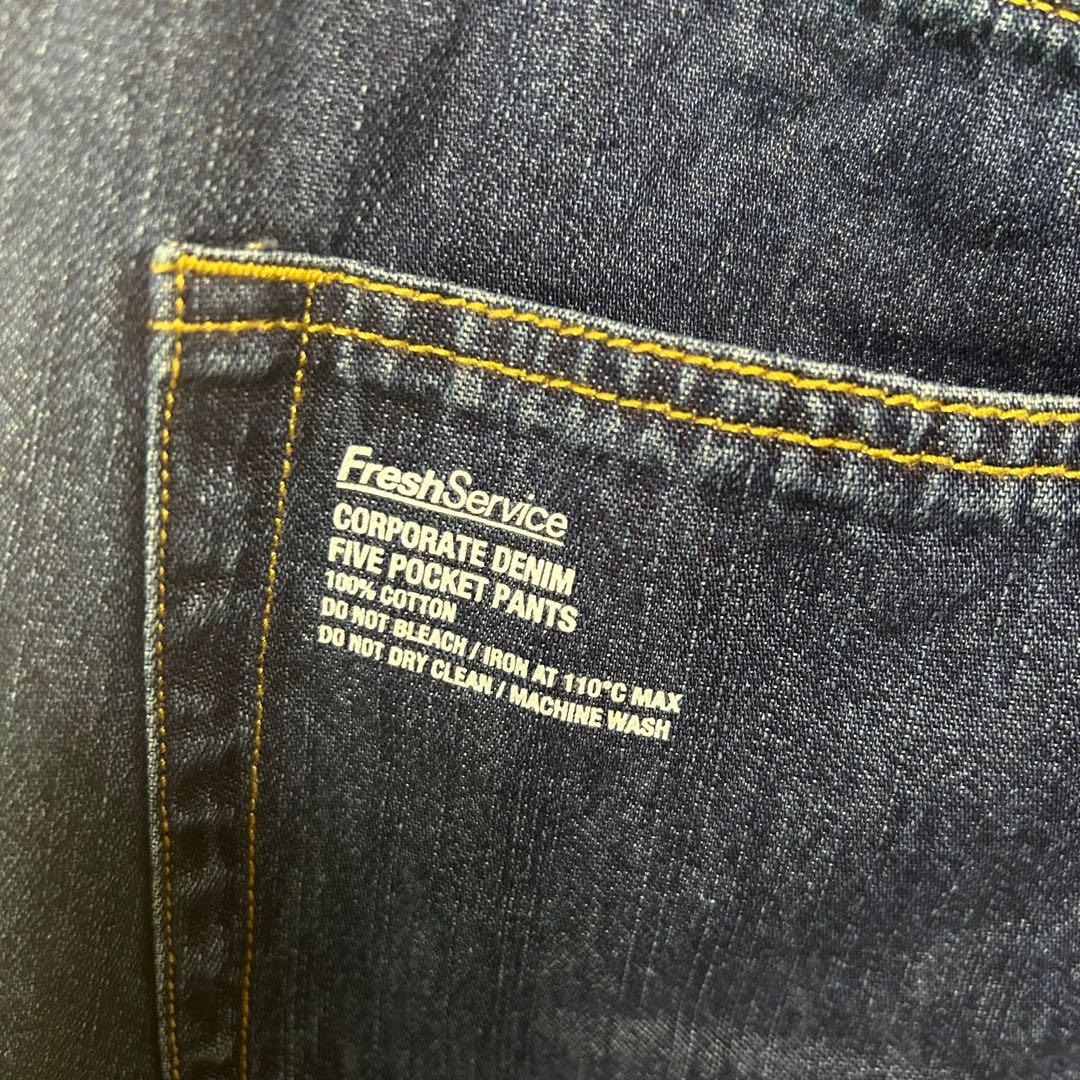 FreshService
CORPORATE DENIM
FIVE POCKET PANTS
100% COTTON
DO NOT BLEACH / IRON AT 110°C MAX
DO NOT DRY CLEAN / MACHINE WASH